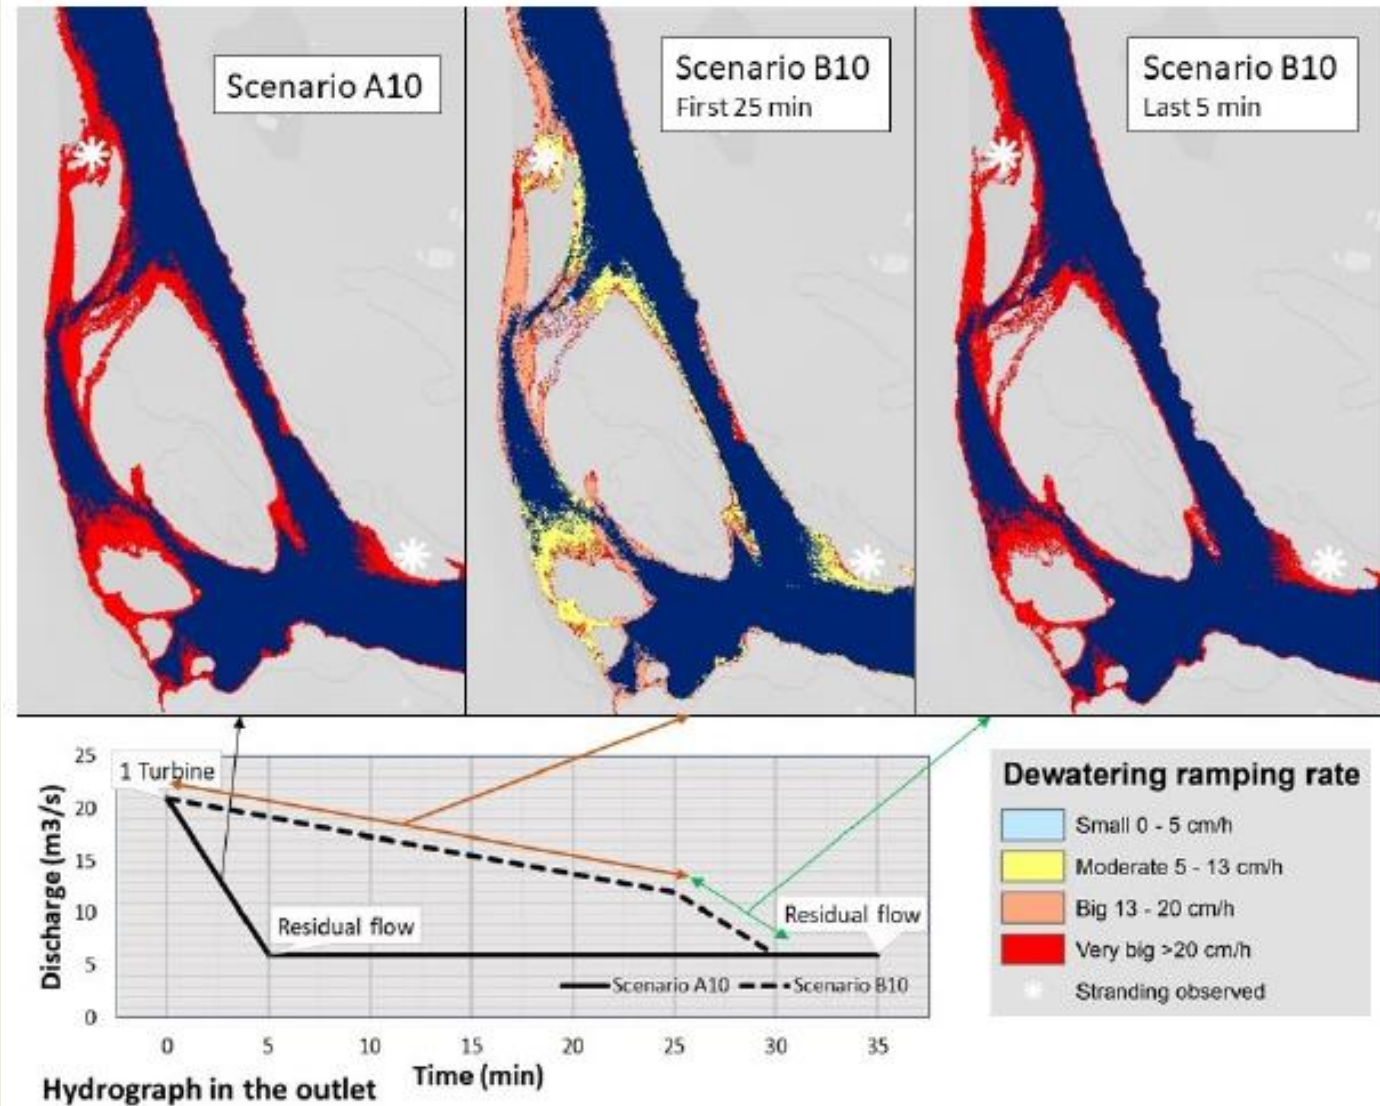 Scenario A10
Scenario B10
First 25 min
Scenario B10
Last 5 min
25
20
15
10
5
0
Discharge (m3/s)
1 Turbine
Residual flow
Residual flow
Scenario A10
Scenario B10
0
5
10
15
20
25
30
35
Time (min)
Hydrograph in the outlet
Dewatering ramping rate
Small 0 - 5 cm/h
Moderate 5 - 13 cm/h
Big 13 - 20 cm/h
Very big >20 cm/h
Stranding observed